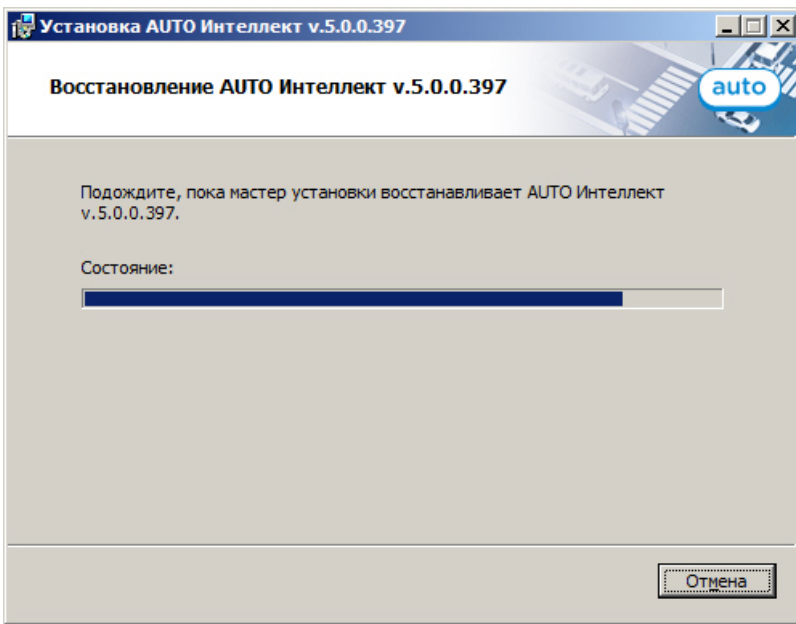 Установка AUTO Интеллект v.5.0.0.397
Восстановление AUTO Интеллект v.5.0.0.397
auto
Подождите, пока мастер установки восстанавливает AUTO Интеллект
v.5.0.0.397.
Состояние:
Отмена